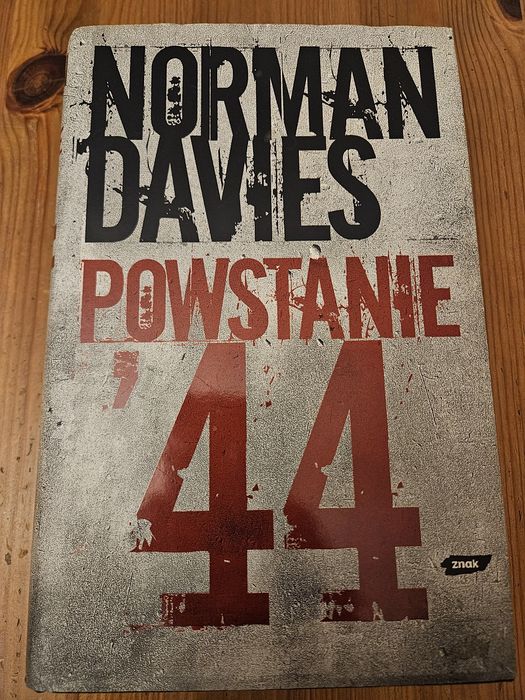 NORMAN
DAVIES
POWSTANIE
'44
znak